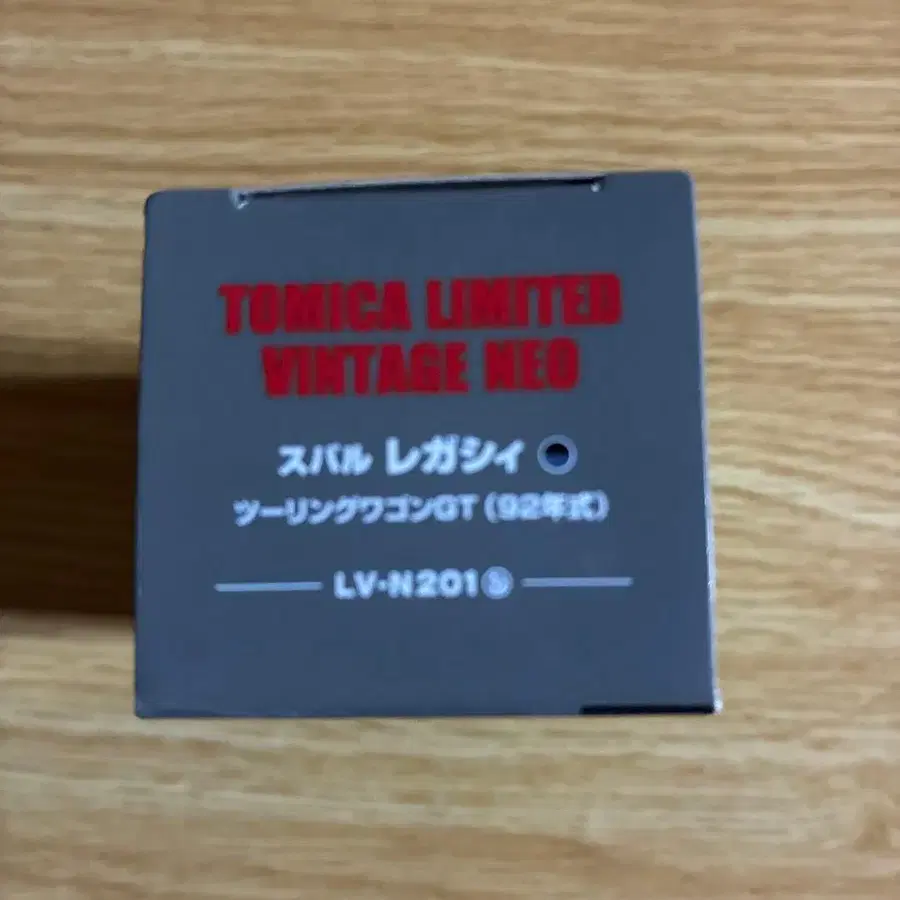 TOMICA LIMITED
VINTAGE NEO
スバル レガシィ
ツーリングワゴンGT (92年式)
LV-N201